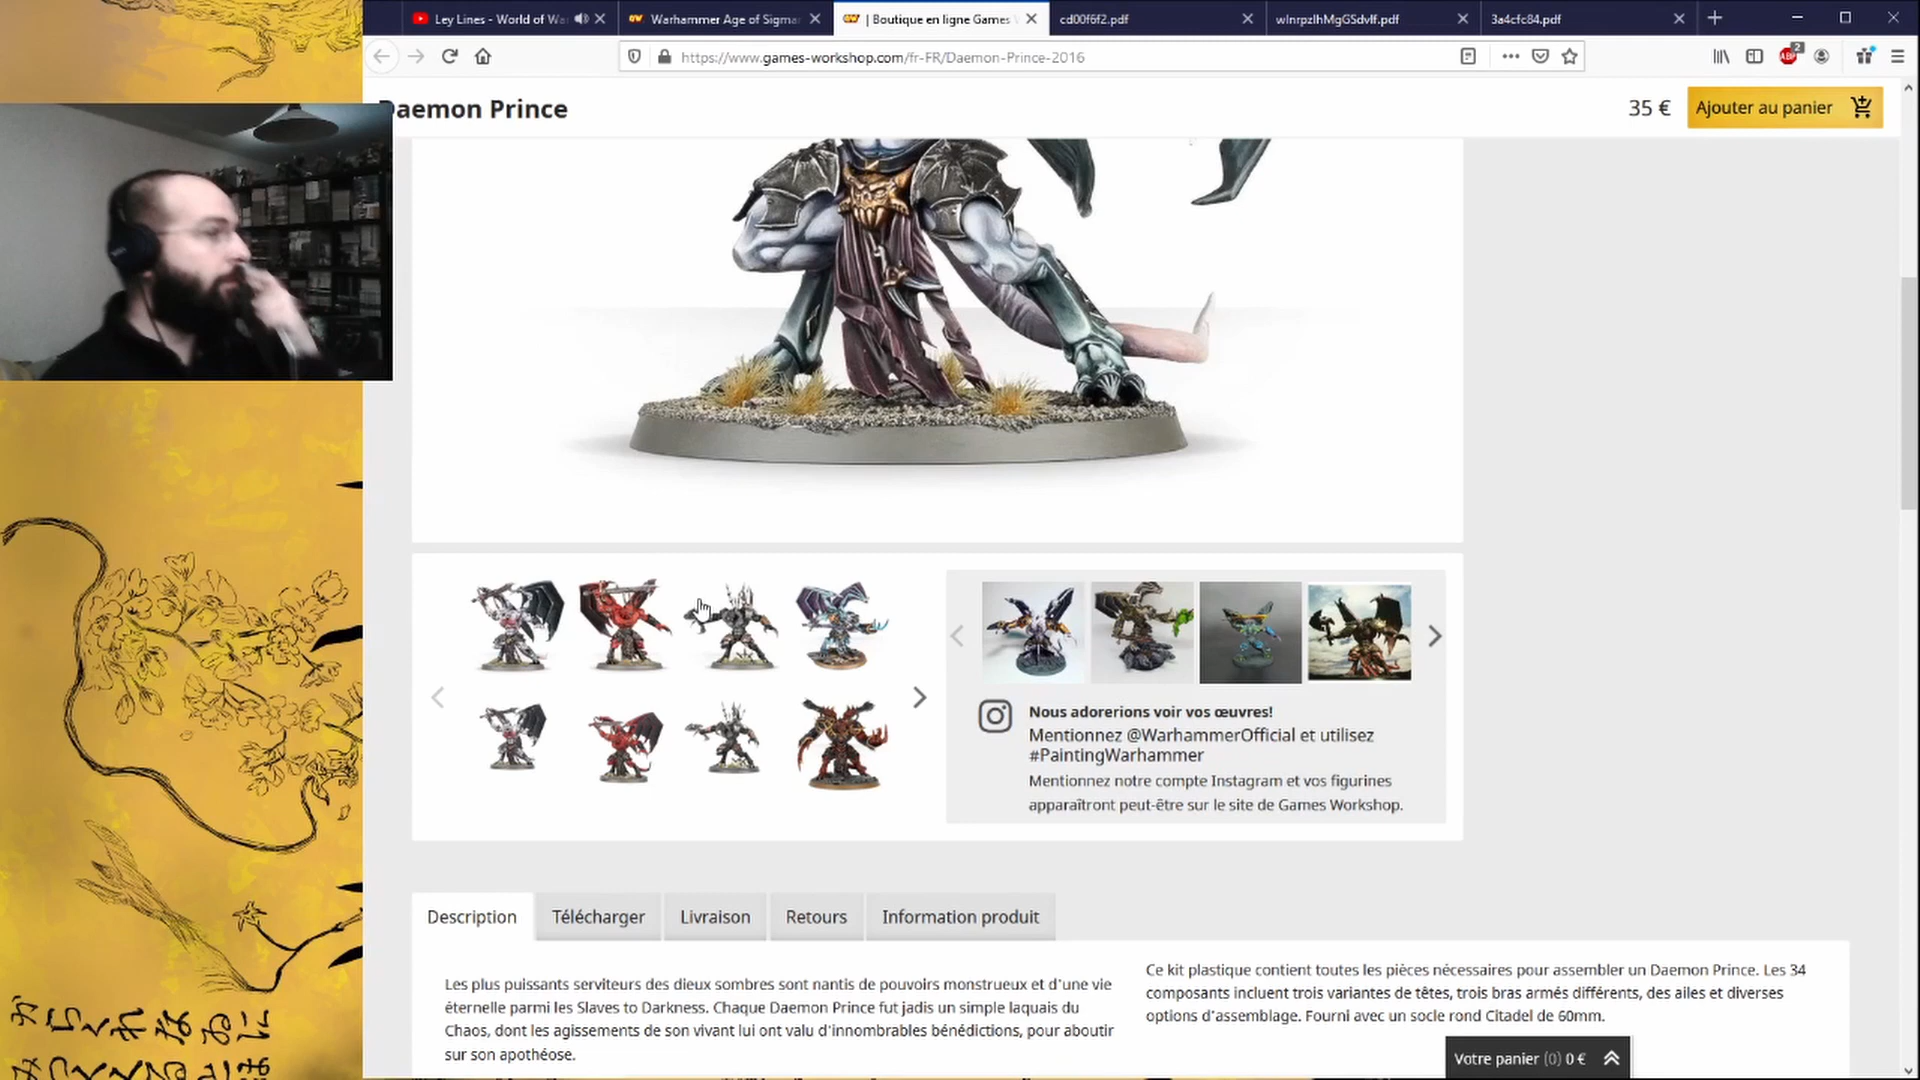 Ley Lines - World of Wa
Warhammer Age of Sigmar
| Boutique en ligne Games
cd00f6f2.pdf
wlnrpzlhMgGSdvlf.pdf
3a4cfc84.pdf
https://www.games-workshop.com/fr-FR/Daemon-Prince-2016
ABP
2
Daemon Prince
35 €
Ajouter au panier
Nous adorerions voir vos œuvres!
Mentionnez @WarhammerOfficial et utilisez
#PaintingWarhammer
Mentionnez notre compte Instagram et vos figurines
apparaîtront peut-être sur le site de Games Workshop.
Description
Télécharger
Livraison
Retours
Information produit
Les plus puissants serviteurs des dieux sombres sont nantis de pouvoirs monstrueux et d'une vie
éternelle parmi les Slaves to Darkness. Chaque Daemon Prince fut jadis un simple laquais du
Chaos, dont les agissements de son vivant lui ont valu d'innombrables bénédictions, pour aboutir
sur son apothéose.
Ce kit plastique contient toutes les pièces nécessaires pour assembler un Daemon Prince. Les 34
composants incluent trois variantes de têtes, trois bras armés différents, des ailes et diverses
options d'assemblage. Fourni avec un socle rond Citadel de 60mm.
Votre panier (0) 0 €